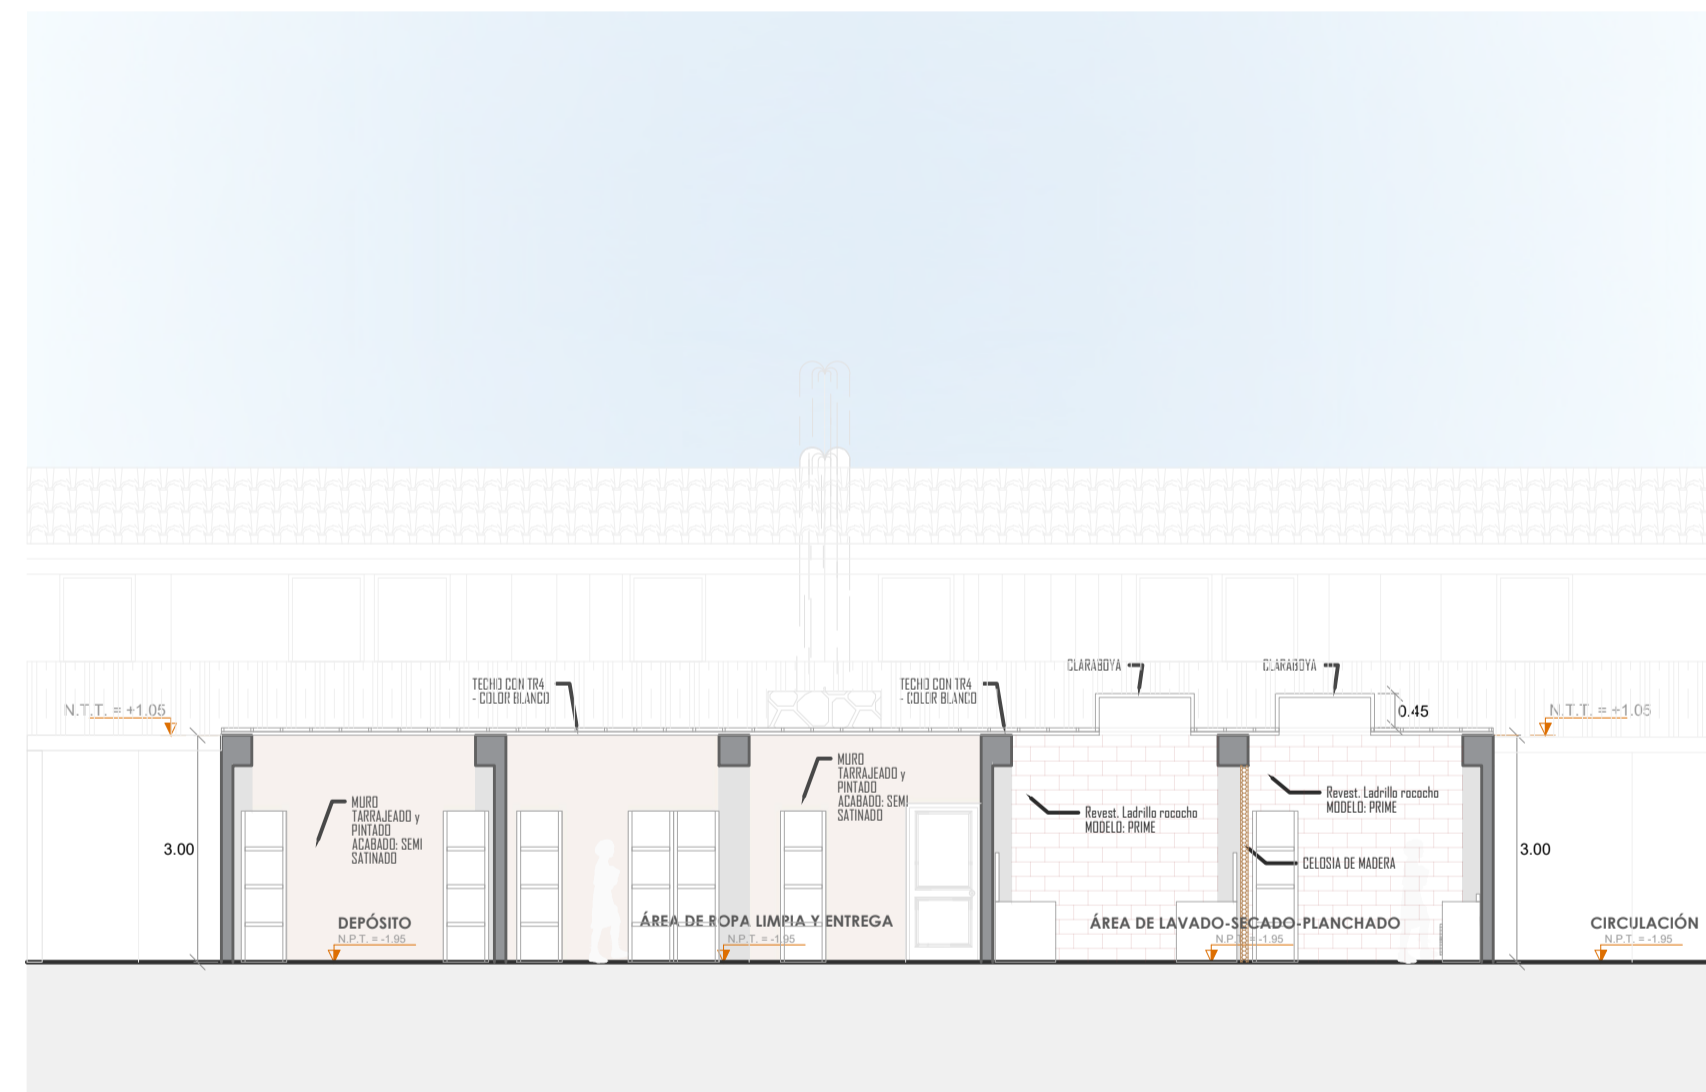 CLARABOYA
CLARABOYA
TECHO CON TR4
- COLOR BLANCO
TECHO CON TR4
- COLOR BLANCO
N.T.T. = +1.05
0.45
N.T.T. = +1.05
MURO
TARRAJEADO y
PINTADO
ACABADO: SEMI
SATINADO
MURO
TARRAJEADO y
PINTADO
ACABADO: SEMI
SATINADO
Revest. Ladrillo rococho
MODELO: PRIME
Revest. Ladrillo rococho
MODELO: PRIME
3.00
CELOSIA DE MADERA
3.00
DEPÓSITO
N.P.T. = -1.95
ÁREA DE ROPA LIMPIA Y ENTREGA
N.P.T. = -1.95
ÁREA DE LAVADO-SECADO-PLANCHADO
N.P.T. = -1.95
CIRCULACIÓN
N.P.T. = -1.95